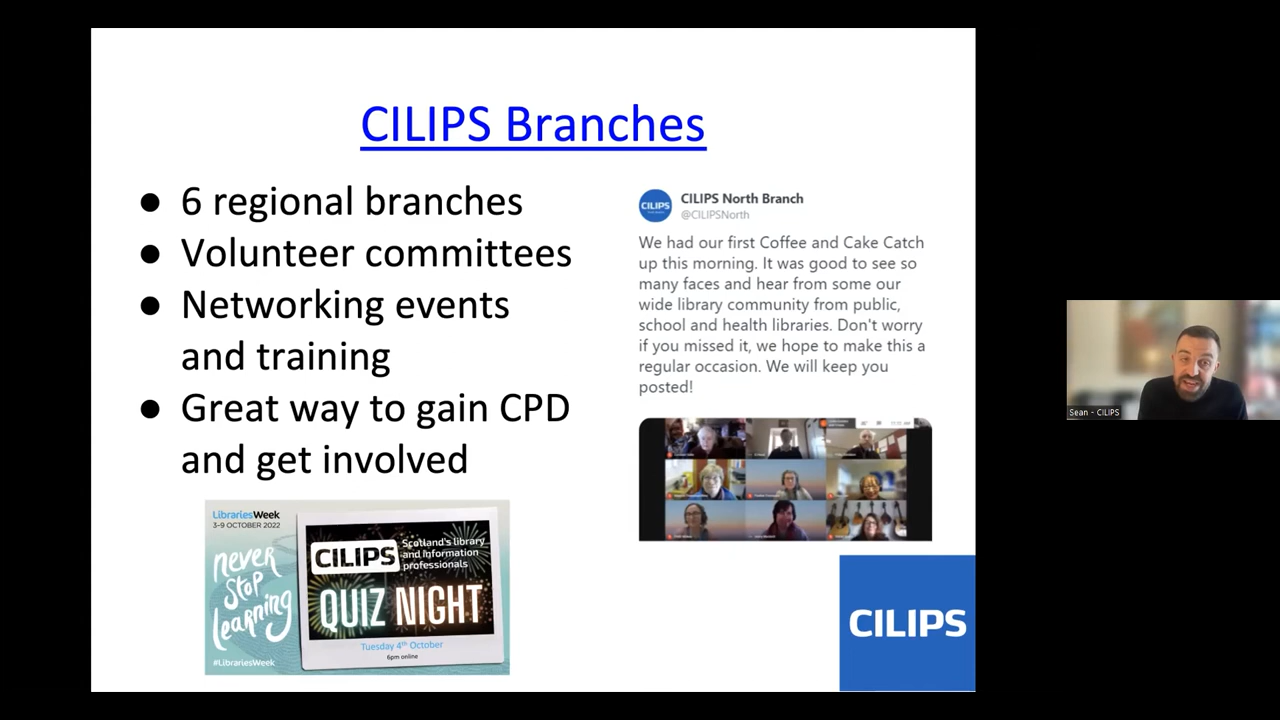 CILIPS Branches
● 6 regional branches
● Volunteer committees
● Networking events
and training
● Great way to gain CPD
and get involved
CILIPS
CILIPS North Branch
@CILIPSNorth
We had our first Coffee and Cake Catch
up this morning. It was good to see so
many faces and hear from some our
wide library community from public,
school and health libraries. Don't worry
if you missed it, we hope to make this a
regular occasion. We will keep you
posted!
LibrariesWeek
3-9 OCTOBER 2022
never
stop
learning
#LibrariesWeek
CILIPS
Scotland's library
and information
professionals
QUIZ NIGHT
Tuesday 4th October
6pm online
CILIPS
Sean - CILIPS